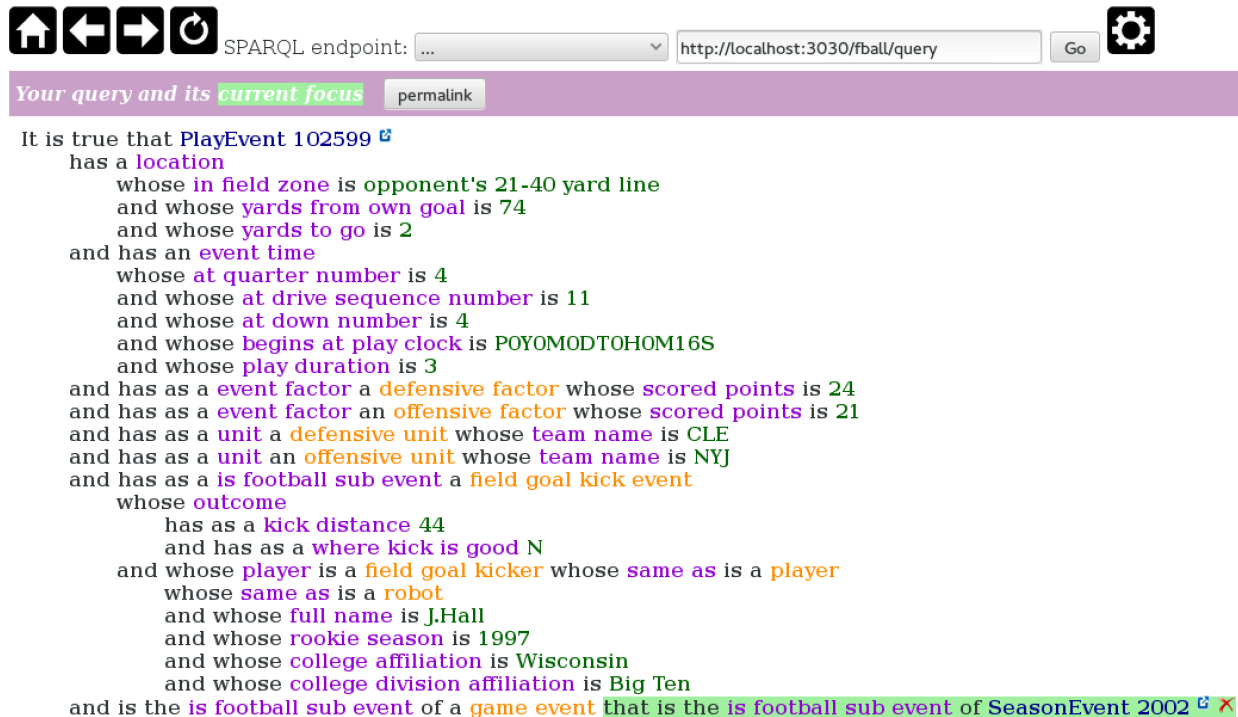 SPARQL endpoint: ... http://localhost:3030/fball/query Go
Your query and its current focus permalink
It is true that PlayEvent 102599
has a location
whose in field zone is opponent's 21-40 yard line
and whose yards from own goal is 74
and whose yards to go is 2
and has an event time
whose at quarter number is 4
and whose at drive sequence number is 11
and whose at down number is 4
and whose begins at play clock is P0Y0M0DT0H0M16S
and whose play duration is 3
and has as a event factor a defensive factor whose scored points is 24
and has as a event factor an offensive factor whose scored points is 21
and has as a unit a defensive unit whose team name is CLE
and has as a unit an offensive unit whose team name is NYJ
and has as a is football sub event a field goal kick event
whose outcome
has as a kick distance 44
and has as a where kick is good N
and whose player is a field goal kicker whose same as is a player
whose same as is a robot
and whose full name is J.Hall
and whose rookie season is 1997
and whose college affiliation is Wisconsin
and whose college division affiliation is Big Ten
and is the is football sub event of a game event that is the is football sub event of SeasonEvent 2002